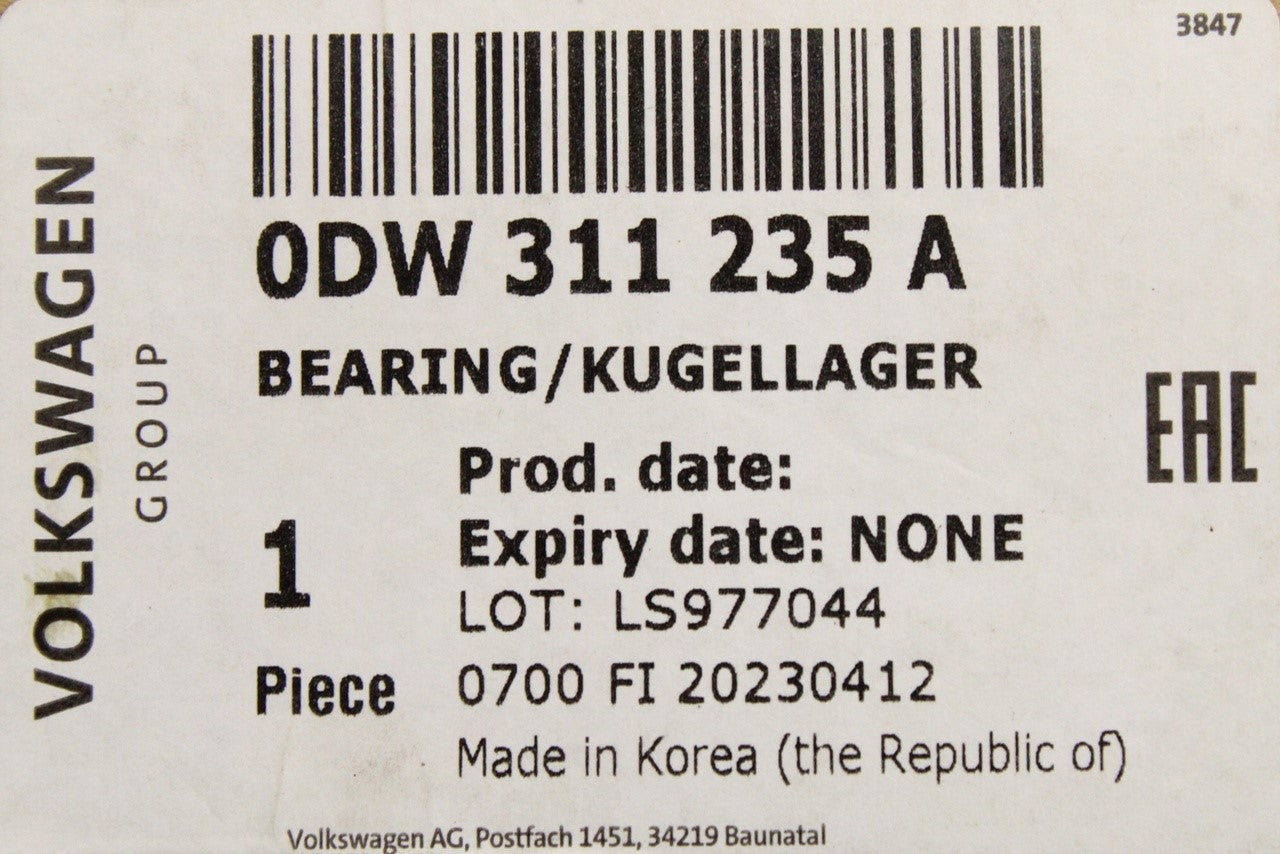 3847
VOLKSWAGEN
GROUP
0DW 311 235 A
BEARING/KUGELLAGER
EAC
Prod. date:
Expiry date: NONE
1
LOT: LS977044
Piece
0700 FI 20230412
Made in Korea (the Republic of)
Volkswagen AG, Postfach 1451, 34219 Baunatal